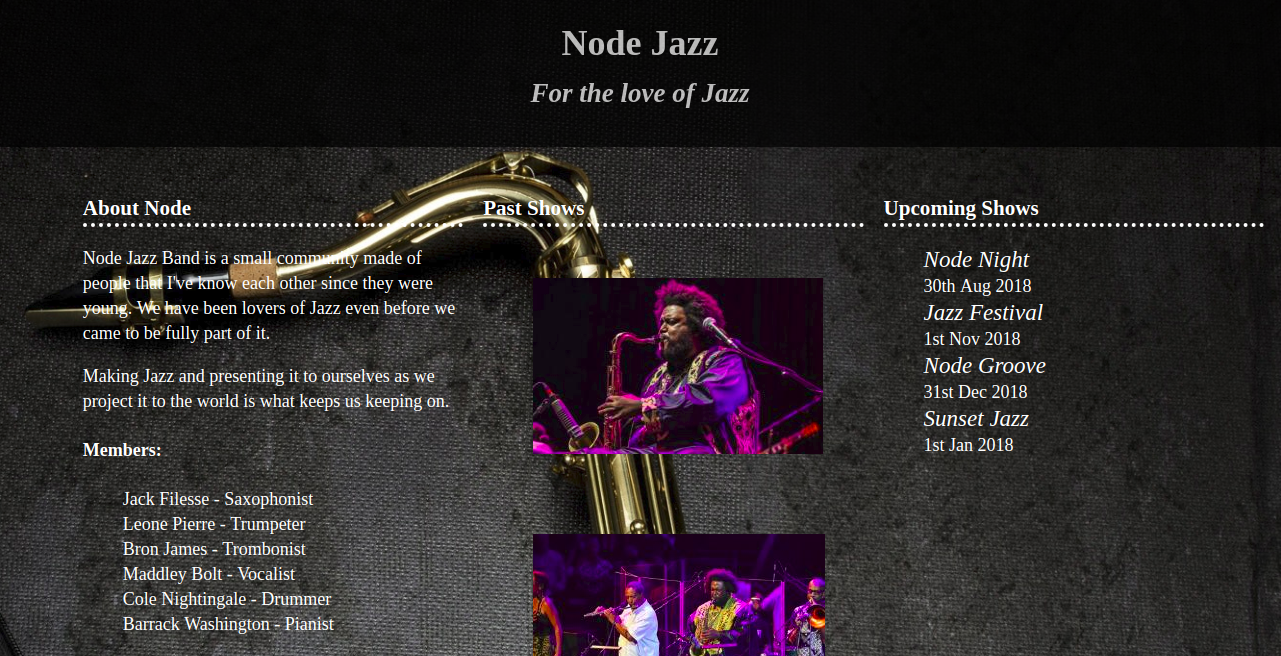 Node Jazz
For the love of Jazz
About Node
Node Jazz Band is a small community made of
people that I've know each other since they were
young. We have been lovers of Jazz even before we
came to be fully part of it.
Making Jazz and presenting it to ourselves as we
project it to the world is what keeps us keeping on.
Members:
Jack Filesse - Saxophonist
Leone Pierre - Trumpeter
Bron James - Trombonist
Maddley Bolt - Vocalist
Cole Nightingale - Drummer
Barrack Washington - Pianist
Past Shows
Upcoming Shows
Node Night
30th Aug 2018
Jazz Festival
1st Nov 2018
Node Groove
31st Dec 2018
Sunset Jazz
1st Jan 2018